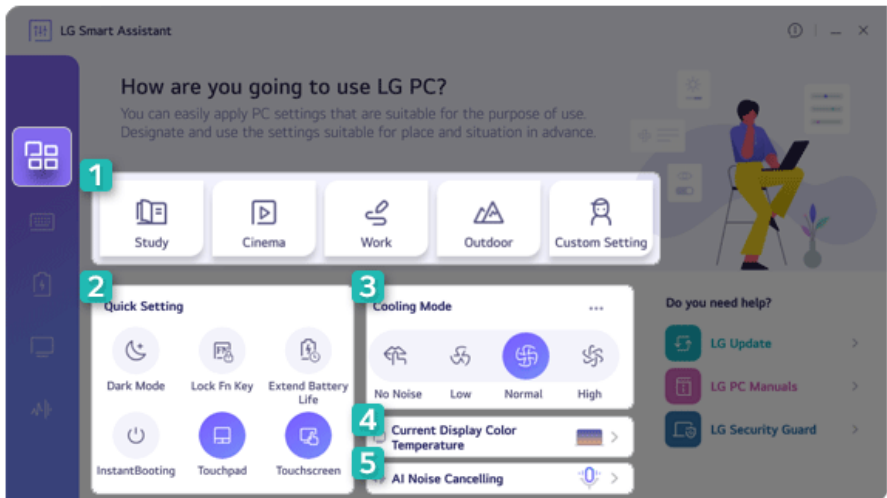 LG Smart Assistant
How are you going to use LG PC?
You can easily apply PC settings that are suitable for the purpose of use.
Designate and use the settings suitable for place and situation in advance.
1
Study
Cinema
Work
Outdoor
Custom Setting
2
Quick Setting
Dark Mode
Lock Fn Key
Extend Battery
Life
InstantBooting
Touchpad
Touchscreen
3
Cooling Mode
No Noise
Low
Normal
High
4
Current Display Color
Temperature
5
AI Noise Cancelling
Do you need help?
LG Update
LG PC Manuals
LG Security Guard